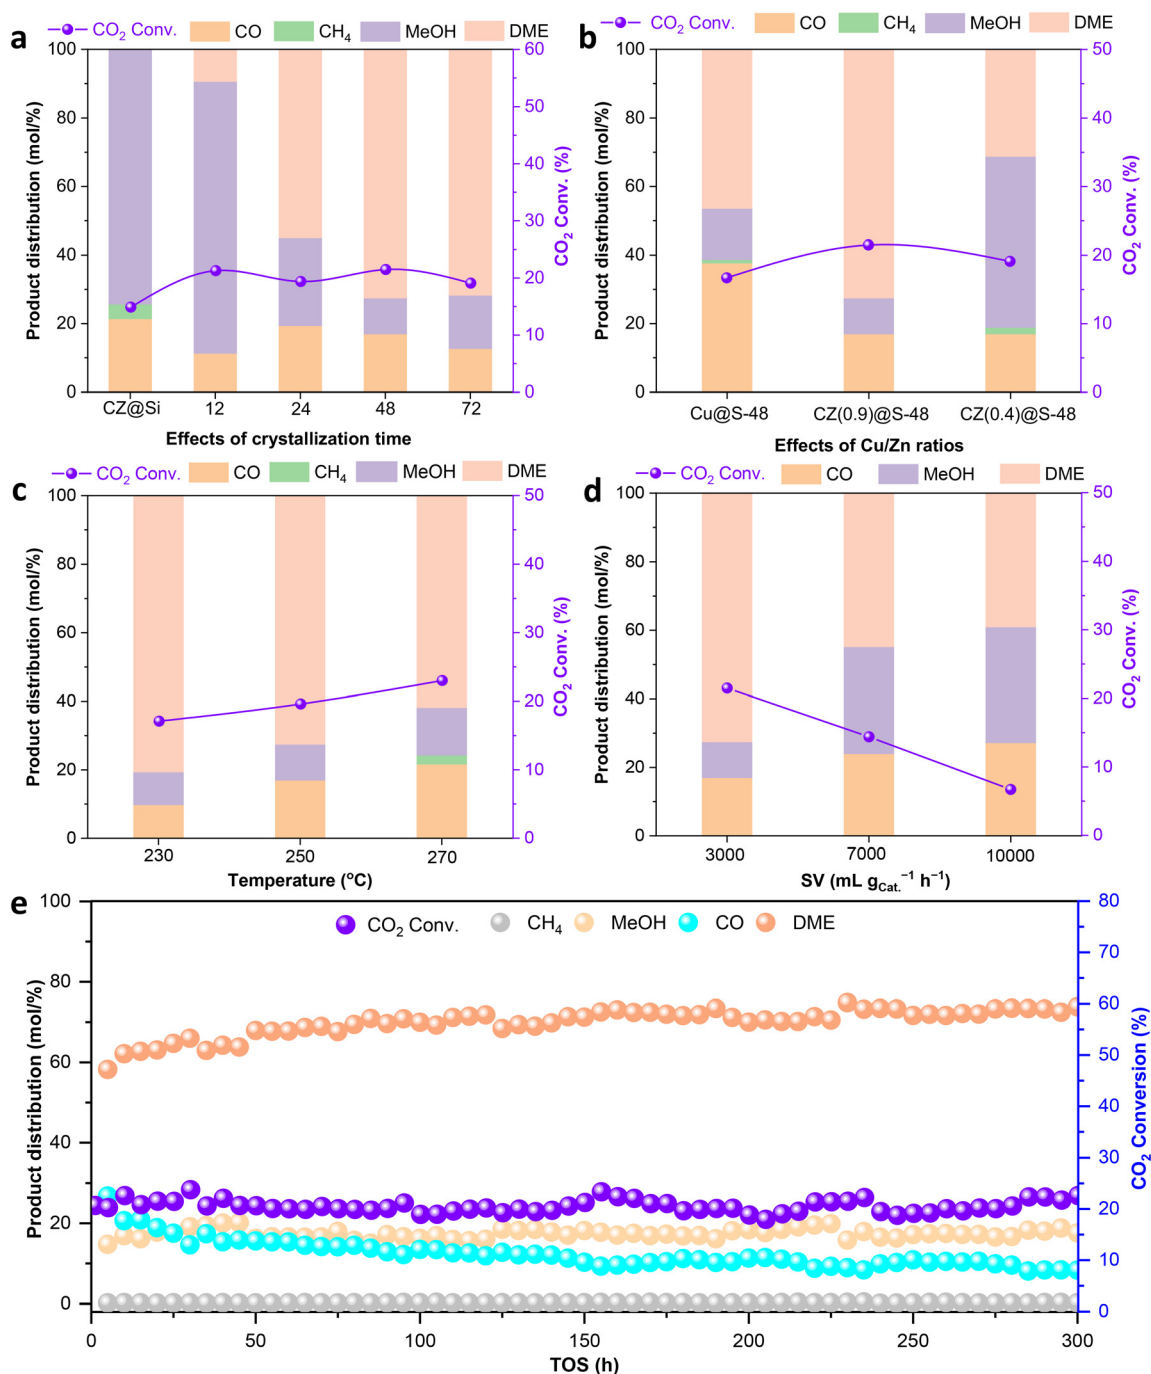 a
CO2 Conv. CO CH4 MeOH DME
100
80
60
40
20
0
Product distribution (mol/%)
60
50
40
30
20
10
0
CO2 Conv. (%)
CZ@Si 12 24 48 72
Effects of crystallization time
b
CO2 Conv. CO CH4 MeOH DME
100
80
60
40
20
0
Product distribution (mol/%)
50
40
30
20
10
0
CO2 Conv. (%)
Cu@S-48 CZ(0.9)@S-48 CZ(0.4)@S-48
Effects of Cu/Zn ratios
c
CO2 Conv. CO CH4 MeOH DME
100
80
60
40
20
0
Product distribution (mol/%)
50
40
30
20
10
0
CO2 Conv. (%)
230 250 270
Temperature (°C)
d
CO2 Conv. CO MeOH DME
100
80
60
40
20
0
Product distribution (mol/%)
50
40
30
20
10
0
CO2 Conv. (%)
3000 7000 10000
SV (mL gCat.−1 h−1)
e
CO2 Conv. CH4 MeOH CO DME
100
80
60
40
20
0
Product distribution (mol/%)
80
70
60
50
40
30
20
10
0
CO2 Conversion (%)
0 50 100 150 200 250 300
TOS (h)